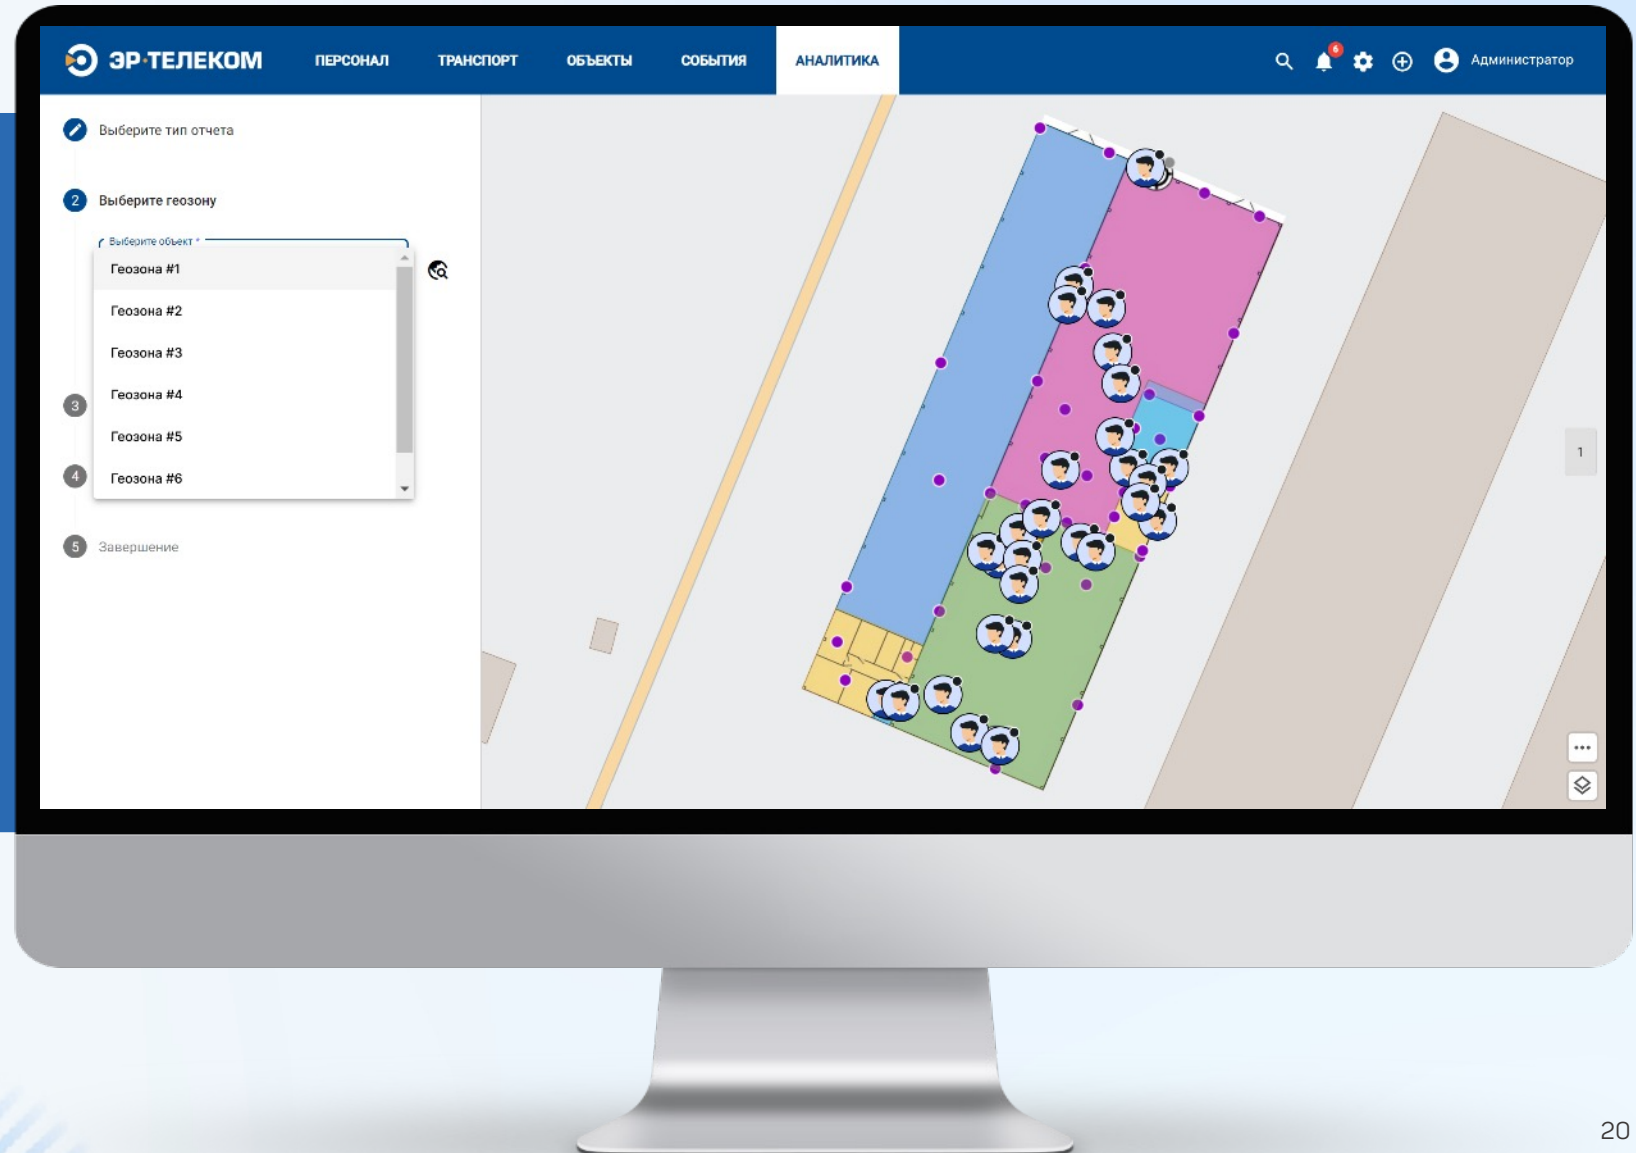 ЭР·ТЕЛЕКОМ
ПЕРСОНАЛ
ТРАНСПОРТ
ОБЪЕКТЫ
СОБЫТИЯ
АНАЛИТИКА
6
Администратор
Выберите тип отчета
2
Выберите геозону
Выберите объект *
Геозона #1
Геозона #2
Геозона #3
3
Геозона #4
Геозона #5
4
Геозона #6
5
Завершение
1
20